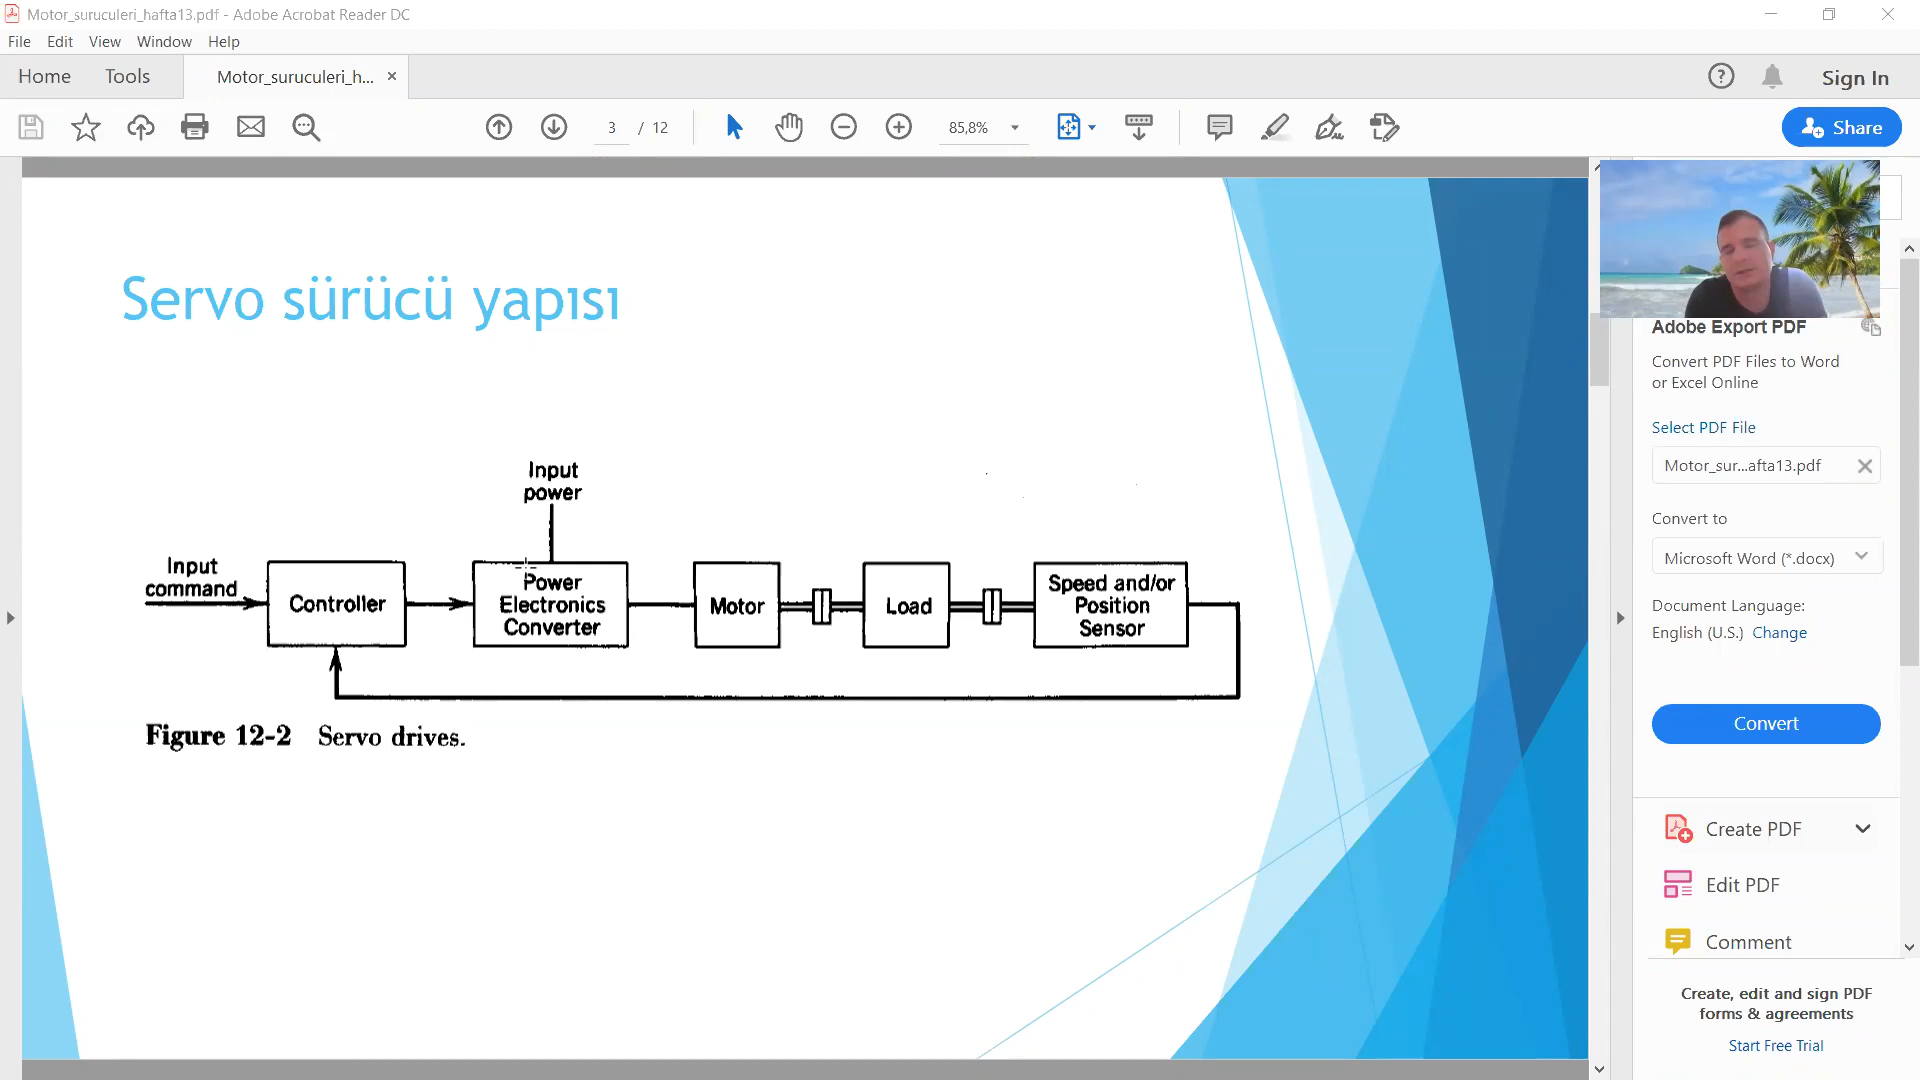 Motor_suruculeri_hafta13.pdf - Adobe Acrobat Reader DC
File Edit View Window Help
Home Tools Motor_suruculeri_h... × Sign In
3 / 12 85,8% Share
Servo sürücü yapısı
Input
power
Input
command
Controller
Power
Electronics
Converter
Motor
Load
Speed and/or
Position
Sensor
Figure 12-2 Servo drives.
Adobe Export PDF
Convert PDF Files to Word
or Excel Online
Select PDF File
Motor_sur...afta13.pdf
Convert to
Microsoft Word (*.docx)
Document Language:
English (U.S.) Change
Convert
Create PDF
Edit PDF
Comment
Create, edit and sign PDF
forms & agreements
Start Free Trial